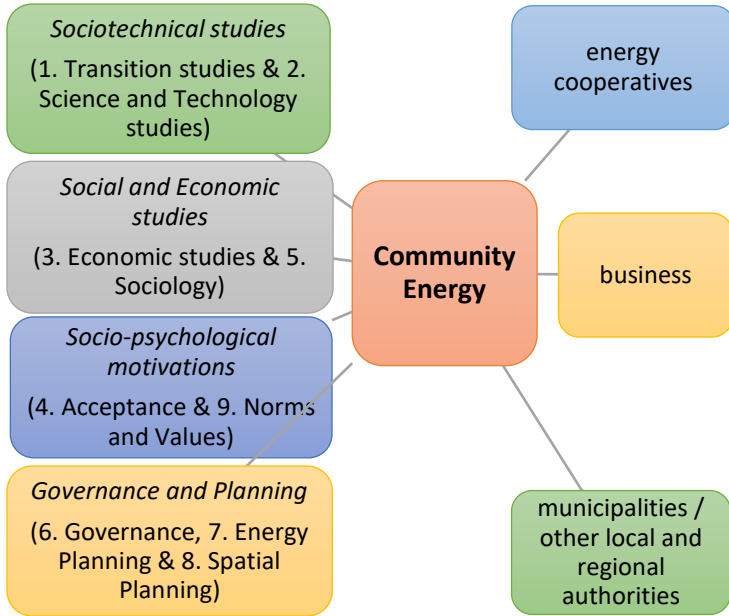 Sociotechnical studies
(1. Transition studies & 2.
Science and Technology
studies)
Social and Economic
studies
(3. Economic studies & 5.
Sociology)
Socio-psychological
motivations
(4. Acceptance & 9. Norms
and Values)
Governance and Planning
(6. Governance, 7. Energy
Planning & 8. Spatial
Planning)
Community
Energy
energy
cooperatives
business
municipalities /
other local and
regional
authorities